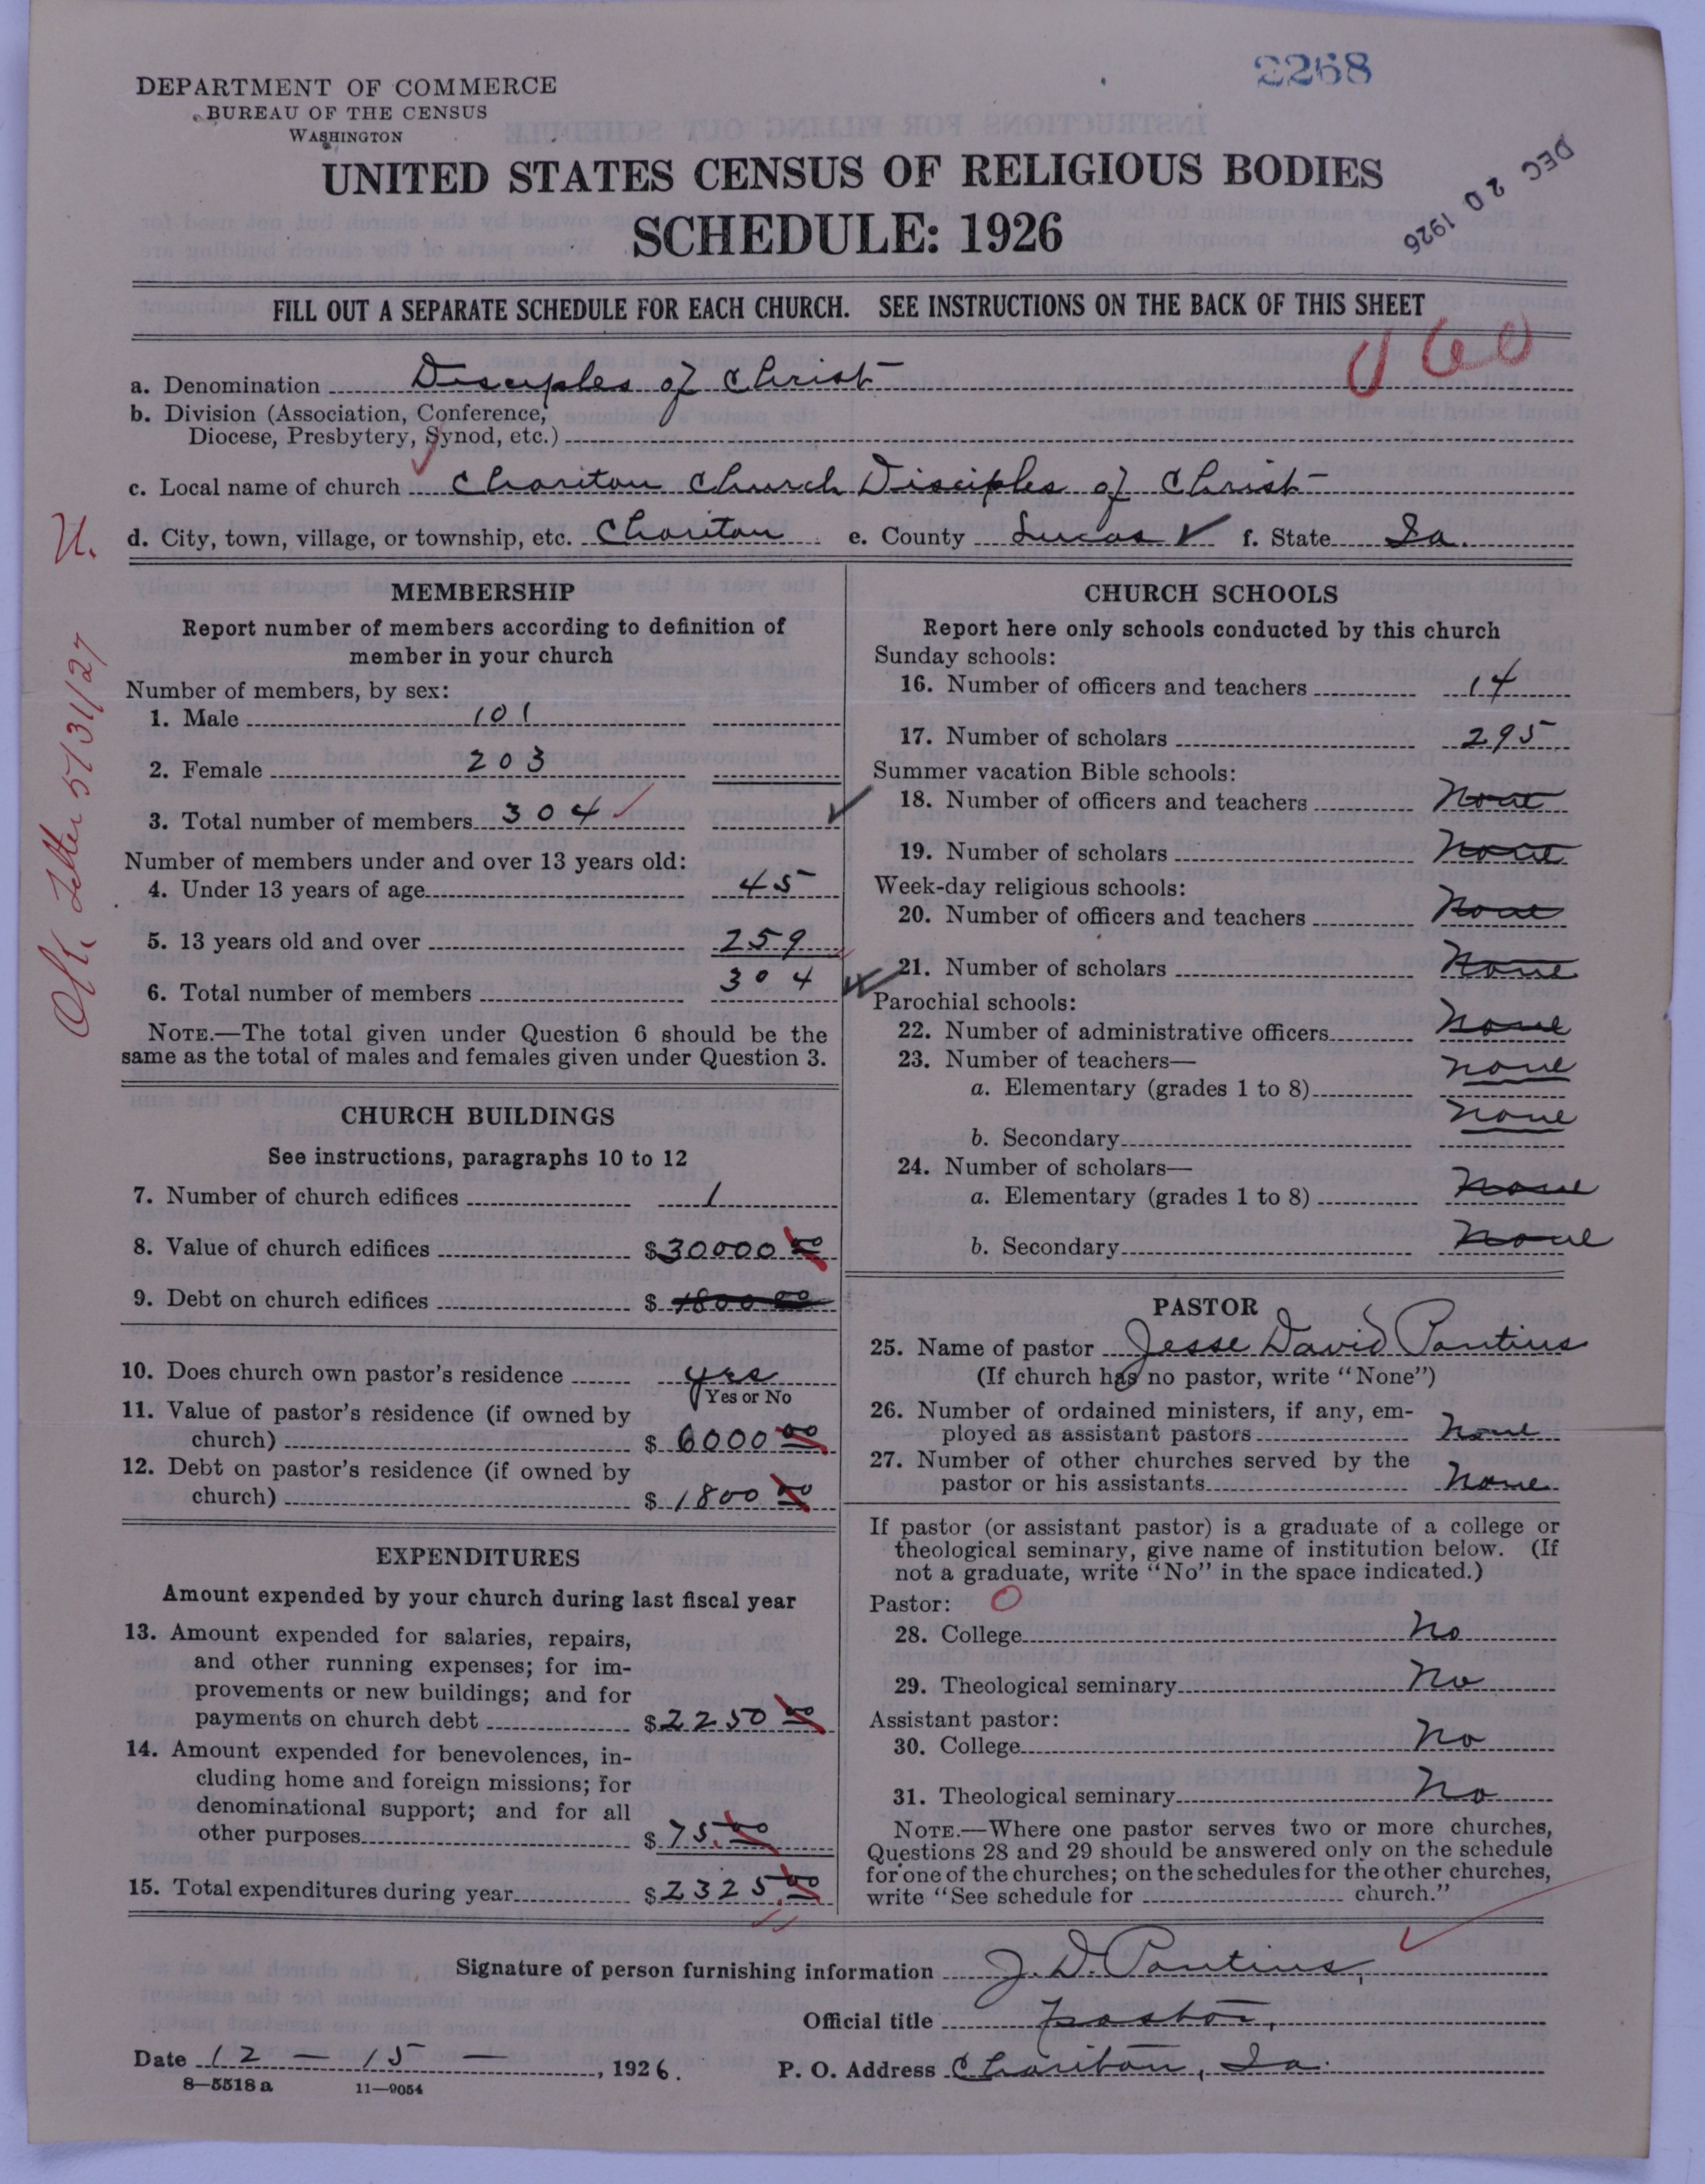 2268
DEPARTMENT OF COMMERCE
BUREAU OF THE CENSUS
WASHINGTON
UNITED STATES CENSUS OF RELIGIOUS BODIES
SCHEDULE: 1926
DEC 20 1926
FILL OUT A SEPARATE SCHEDULE FOR EACH CHURCH. SEE INSTRUCTIONS ON THE BACK OF THIS SHEET
a. Denomination Disciples of Christ
b. Division (Association, Conference,
Diocese, Presbytery, Synod, etc.)
c. Local name of church Chariton Church Disciples of Christ
d. City, town, village, or township, etc. Chariton e. County Lucas f. State Ia.
U.
Letter 5/31/27
MEMBERSHIP
Report number of members according to definition of
member in your church
Number of members, by sex:
1. Male 101
2. Female 203
3. Total number of members 304
Number of members under and over 13 years old:
4. Under 13 years of age 45
5. 13 years old and over 259
6. Total number of members 304
NOTE.—The total given under Question 6 should be the
same as the total of males and females given under Question 3.
CHURCH BUILDINGS
See instructions, paragraphs 10 to 12
7. Number of church edifices 1
8. Value of church edifices $30000 00
9. Debt on church edifices $ 1800 00
10. Does church own pastor's residence yes
Yes or No
11. Value of pastor's residence (if owned by
church) $ 6000 00
12. Debt on pastor's residence (if owned by
church) $ 1800 00
EXPENDITURES
Amount expended by your church during last fiscal year
13. Amount expended for salaries, repairs,
and other running expenses; for im-
provements or new buildings; and for
payments on church debt $2250 00
14. Amount expended for benevolences, in-
cluding home and foreign missions; for
denominational support; and for all
other purposes $ 75.00
15. Total expenditures during year $2325.00
CHURCH SCHOOLS
Report here only schools conducted by this church
Sunday schools:
16. Number of officers and teachers 14
17. Number of scholars 295
Summer vacation Bible schools:
18. Number of officers and teachers None
19. Number of scholars None
Week-day religious schools:
20. Number of officers and teachers None
21. Number of scholars None
Parochial schools:
22. Number of administrative officers None
23. Number of teachers—
a. Elementary (grades 1 to 8) none
b. Secondary none
24. Number of scholars—
a. Elementary (grades 1 to 8) None
b. Secondary None
PASTOR
25. Name of pastor Jesse David Pontius
(If church has no pastor, write "None")
26. Number of ordained ministers, if any, em-
ployed as assistant pastors None
27. Number of other churches served by the
pastor or his assistants None
If pastor (or assistant pastor) is a graduate of a college or
theological seminary, give name of institution below. (If
not a graduate, write "No" in the space indicated.)
Pastor: O
28. College No
29. Theological seminary No
Assistant pastor:
30. College No
31. Theological seminary No
NOTE.—Where one pastor serves two or more churches,
Questions 28 and 29 should be answered only on the schedule
for one of the churches; on the schedules for the other churches,
write "See schedule for church."
Signature of person furnishing information J. D. Pontius,
Official title pastor,
Date 12 — 15 —, 1926. P. O. Address Chariton, Ia.
8—5518 a 11—9054